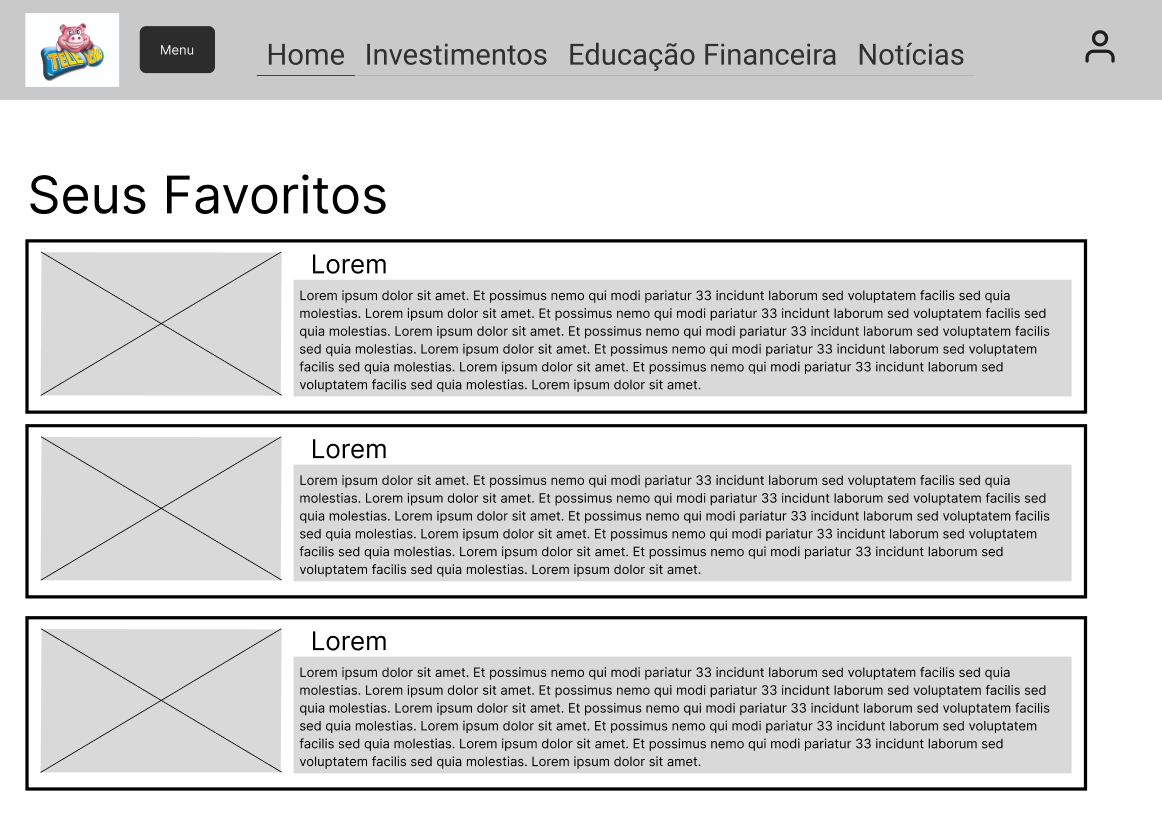 Menu
Home Investimentos Educação Financeira Notícias
Seus Favoritos
Lorem
Lorem ipsum dolor sit amet. Et possimus nemo qui modi pariatur 33 incidunt laborum sed voluptatem facilis sed quia
molestias. Lorem ipsum dolor sit amet. Et possimus nemo qui modi pariatur 33 incidunt laborum sed voluptatem facilis sed
quia molestias. Lorem ipsum dolor sit amet. Et possimus nemo qui modi pariatur 33 incidunt laborum sed voluptatem facilis
sed quia molestias. Lorem ipsum dolor sit amet. Et possimus nemo qui modi pariatur 33 incidunt laborum sed voluptatem
facilis sed quia molestias. Lorem ipsum dolor sit amet. Et possimus nemo qui modi pariatur 33 incidunt laborum sed
voluptatem facilis sed quia molestias. Lorem ipsum dolor sit amet.
Lorem
Lorem ipsum dolor sit amet. Et possimus nemo qui modi pariatur 33 incidunt laborum sed voluptatem facilis sed quia
molestias. Lorem ipsum dolor sit amet. Et possimus nemo qui modi pariatur 33 incidunt laborum sed voluptatem facilis sed
quia molestias. Lorem ipsum dolor sit amet. Et possimus nemo qui modi pariatur 33 incidunt laborum sed voluptatem facilis
sed quia molestias. Lorem ipsum dolor sit amet. Et possimus nemo qui modi pariatur 33 incidunt laborum sed voluptatem
facilis sed quia molestias. Lorem ipsum dolor sit amet. Et possimus nemo qui modi pariatur 33 incidunt laborum sed
voluptatem facilis sed quia molestias. Lorem ipsum dolor sit amet.
Lorem
Lorem ipsum dolor sit amet. Et possimus nemo qui modi pariatur 33 incidunt laborum sed voluptatem facilis sed quia
molestias. Lorem ipsum dolor sit amet. Et possimus nemo qui modi pariatur 33 incidunt laborum sed voluptatem facilis sed
quia molestias. Lorem ipsum dolor sit amet. Et possimus nemo qui modi pariatur 33 incidunt laborum sed voluptatem facilis
sed quia molestias. Lorem ipsum dolor sit amet. Et possimus nemo qui modi pariatur 33 incidunt laborum sed voluptatem
facilis sed quia molestias. Lorem ipsum dolor sit amet. Et possimus nemo qui modi pariatur 33 incidunt laborum sed
voluptatem facilis sed quia molestias. Lorem ipsum dolor sit amet.